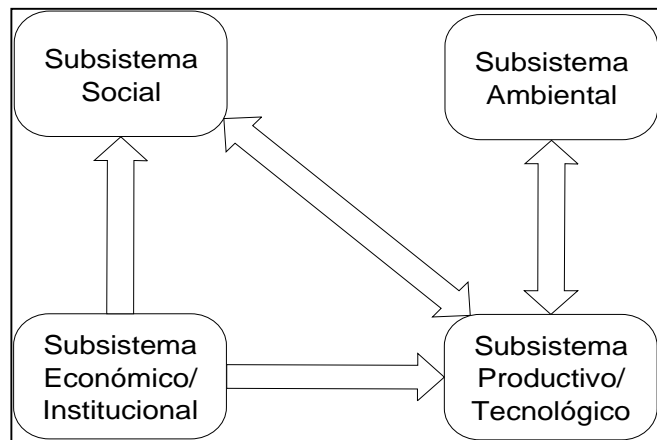 Subsistema
Social
Subsistema
Ambiental
Subsistema
Económico/
Institucional
Subsistema
Productivo/
Tecnológico